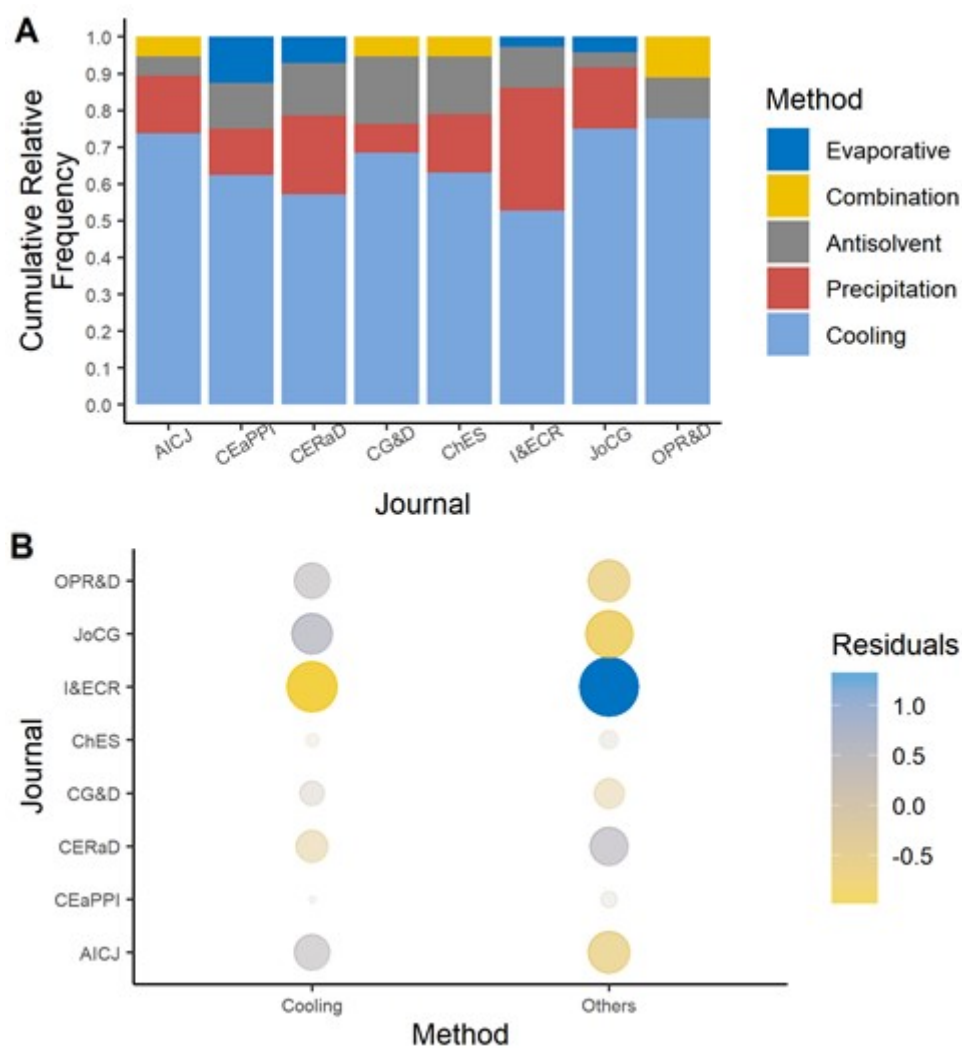 A
Cumulative Relative
Frequency
1.0
0.9
0.8
0.7
0.6
0.5
0.4
0.3
0.2
0.1
0.0
AICJ
CEaPPI
CERaD
CG&D
ChES
I&ECR
JoCG
OPR&D
Journal
Method
Evaporative
Combination
Antisolvent
Precipitation
Cooling
B
Journal
OPR&D
JoCG
I&ECR
ChES
CG&D
CERaD
CEaPPI
AICJ
Cooling
Others
Method
Residuals
1.0
0.5
0.0
-0.5